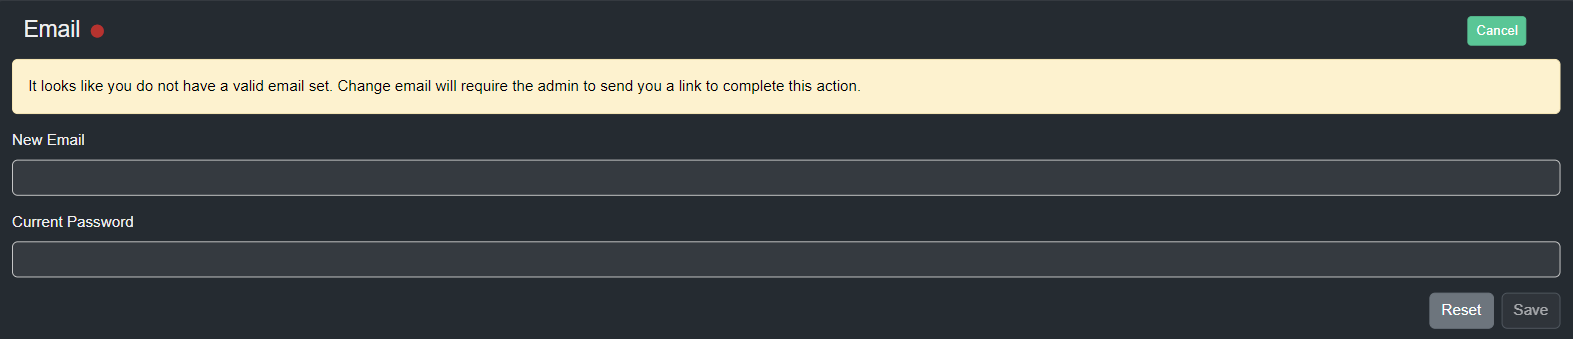 Email
Cancel
It looks like you do not have a valid email set. Change email will require the admin to send you a link to complete this action.
New Email
Current Password
Reset
Save